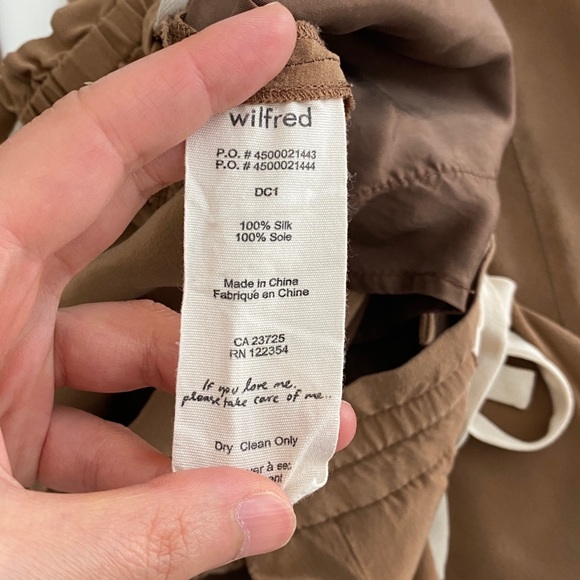 wilfred
P.O. # 4500021443
P.O. # 4500021444
DC1
100% Silk
100% Soie
Made in China
Fabriqué en Chine
CA 23725
RN 122354
If you love me,
please take care of me...
Dry Clean Only
à